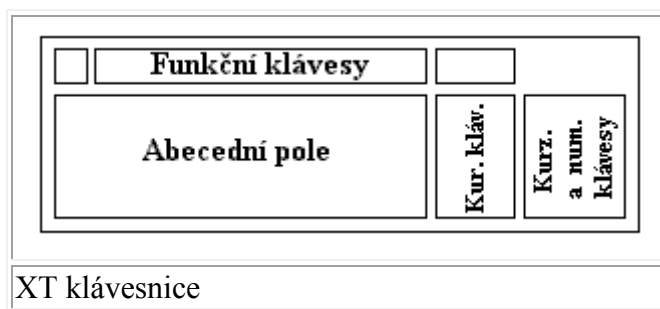 Funkční klávesy
Abecední pole
Kur. kláv.
Kurz.
a num.
klávesy
XT klávesnice